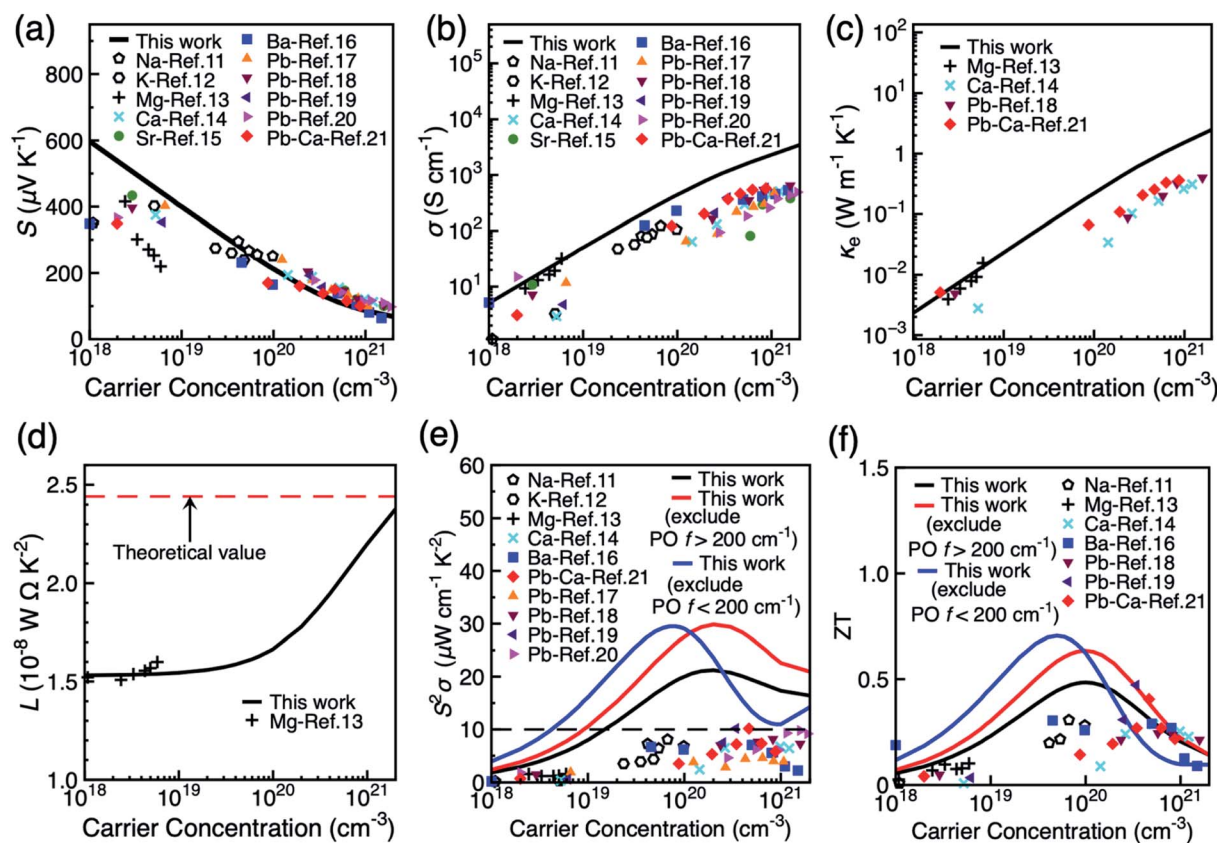 (a)
This work
Na-Ref.11
K-Ref.12
Mg-Ref.13
Ca-Ref.14
Sr-Ref.15
Ba-Ref.16
Pb-Ref.17
Pb-Ref.18
Pb-Ref.19
Pb-Ref.20
Pb-Ca-Ref.21
S (μV K⁻¹)
800
600
400
200
0
10¹⁸ 10¹⁹ 10²⁰ 10²¹
Carrier Concentration (cm⁻³)
(b)
This work
Na-Ref.11
K-Ref.12
Mg-Ref.13
Ca-Ref.14
Sr-Ref.15
Ba-Ref.16
Pb-Ref.17
Pb-Ref.18
Pb-Ref.19
Pb-Ref.20
Pb-Ca-Ref.21
σ (S cm⁻¹)
10⁵
10⁴
10³
10²
10¹
10¹⁸ 10¹⁹ 10²⁰ 10²¹
Carrier Concentration (cm⁻³)
(c)
This work
Mg-Ref.13
Ca-Ref.14
Pb-Ref.18
Pb-Ca-Ref.21
κₑ (W m⁻¹ K⁻¹)
10²
10¹
1
10⁻¹
10⁻²
10⁻³
10¹⁸ 10¹⁹ 10²⁰ 10²¹
Carrier Concentration (cm⁻³)
(d)
L (10⁻⁸ W Ω K⁻²)
2.5
2.0
1.5
1.0
Theoretical value
This work
Mg-Ref.13
10¹⁸ 10¹⁹ 10²⁰ 10²¹
Carrier Concentration (cm⁻³)
(e)
S²σ (μW cm⁻¹ K⁻²)
60
50
40
30
20
10
0
Na-Ref.11
K-Ref.12
Mg-Ref.13
Ca-Ref.14
Ba-Ref.16
Pb-Ca-Ref.21
Pb-Ref.17
Pb-Ref.18
Pb-Ref.19
Pb-Ref.20
This work
This work
(exclude
PO f > 200 cm⁻¹)
This work
(exclude
PO f < 200 cm⁻¹)
10¹⁸ 10¹⁹ 10²⁰ 10²¹
Carrier Concentration (cm⁻³)
(f)
ZT
1.5
1.0
0.5
0
This work
This work
(exclude
PO f > 200 cm⁻¹)
This work
(exclude
PO f < 200 cm⁻¹)
Na-Ref.11
Mg-Ref.13
Ca-Ref.14
Ba-Ref.16
Pb-Ref.18
Pb-Ref.19
Pb-Ca-Ref.21
10¹⁸ 10¹⁹ 10²⁰ 10²¹
Carrier Concentration (cm⁻³)